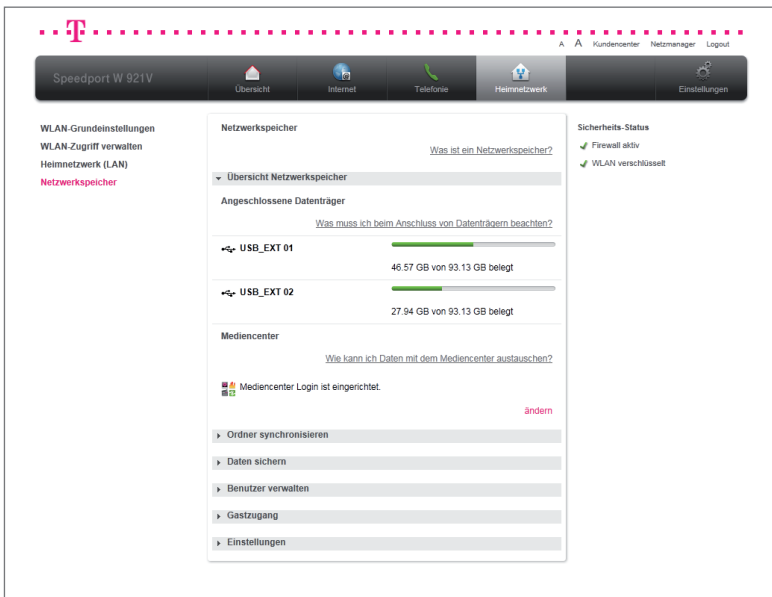 T
A A Kundencenter Netzmanager Logout
Speedport W 921V
Übersicht
Internet
Telefonie
Heimnetzwerk
Einstellungen
WLAN-Grundeinstellungen
WLAN-Zugriff verwalten
Heimnetzwerk (LAN)
Netzwerkspeicher
Netzwerkspeicher
Was ist ein Netzwerkspeicher?
Übersicht Netzwerkspeicher
Angeschlossene Datenträger
Was muss ich beim Anschluss von Datenträgern beachten?
USB_EXT 01
46.57 GB von 93.13 GB belegt
USB_EXT 02
27.94 GB von 93.13 GB belegt
Mediencenter
Wie kann ich Daten mit dem Mediencenter austauschen?
Mediencenter Login ist eingerichtet.
ändern
Ordner synchronisieren
Daten sichern
Benutzer verwalten
Gastzugang
Einstellungen
Sicherheits-Status
Firewall aktiv
WLAN verschlüsselt